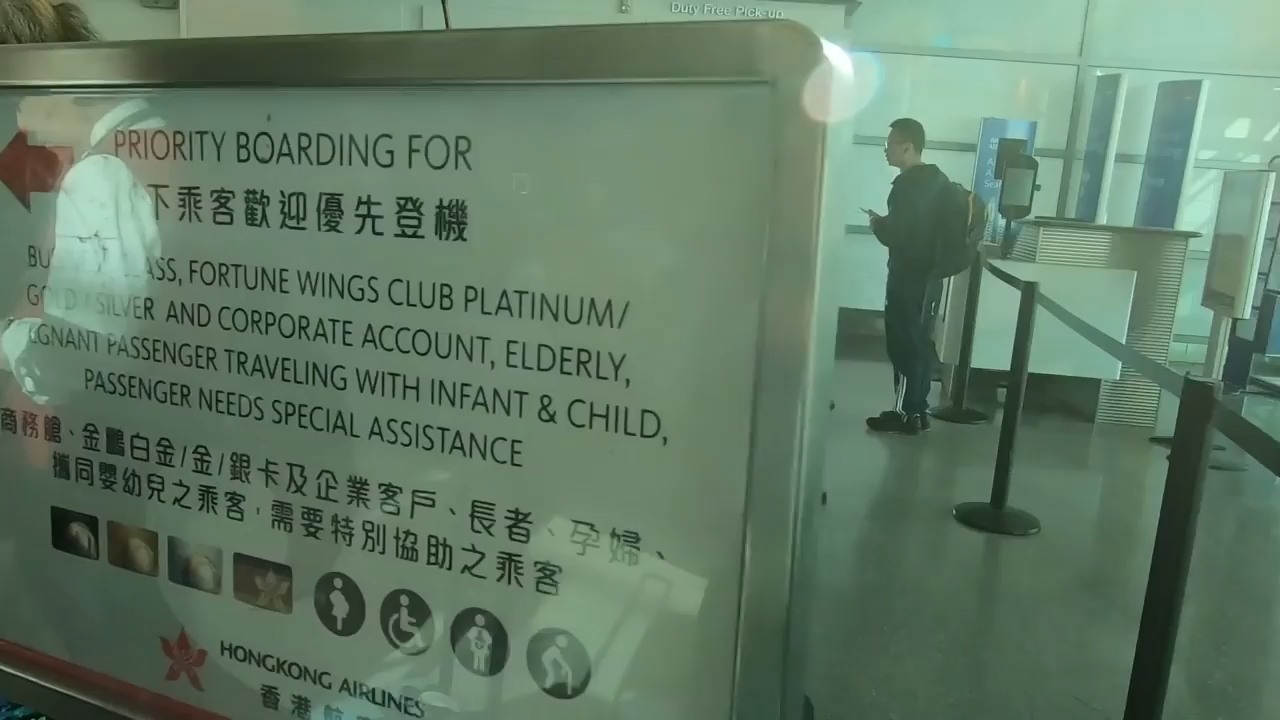 Duty Free Pick-up
PRIORITY BOARDING FOR
下乘客歡迎優先登機
FORTUNE WINGS CLUB PLATINUM/
SILVER AND CORPORATE ACCOUNT, ELDERLY,
PASSENGER TRAVELING WITH INFANT & CHILD,
PASSENGER NEEDS SPECIAL ASSISTANCE
商務艙、金鵬白金/金/銀卡及企業客戶、長者、孕婦、
攜同嬰幼兒之乘客，需要特別協助之乘客
HONGKONG AIRLINES
香港